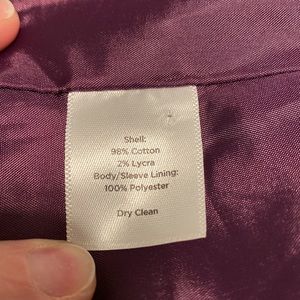 Shell:
98% Cotton
2% Lycra
Body/Sleeve Lining:
100% Polyester
Dry Clean